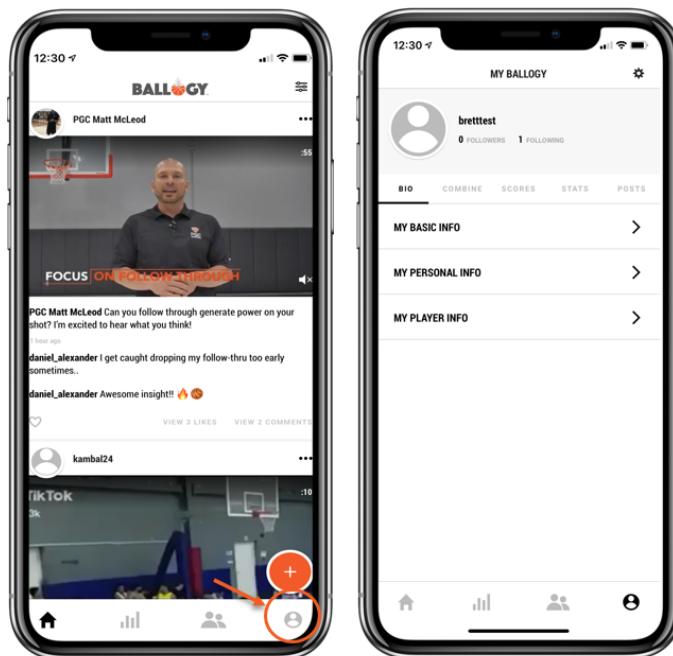 12:30
BALLOGY
PGC Matt McLeod
:55
FOCUS ON FOLLOW THROUGH
PGC Matt McLeod Can you follow through generate power on your
shot? I'm excited to hear what you think!
1 hour ago
daniel_alexander I get caught dropping my follow-thru too early
sometimes..
daniel_alexander Awesome insight!! 🔥 🏀
VIEW 3 LIKES VIEW 2 COMMENTS
kambal24
TikTok
:10
3k
+
12:30
MY BALLOGY
bretttest
0 FOLLOWERS 1 FOLLOWING
BIO COMBINE SCORES STATS POSTS
MY BASIC INFO
MY PERSONAL INFO
MY PLAYER INFO